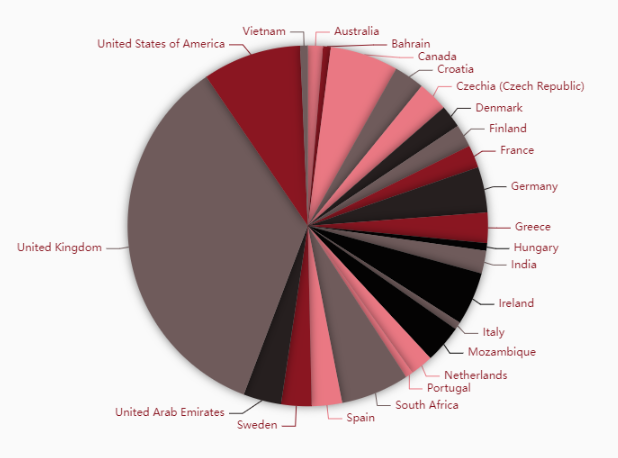 Vietnam
Australia
United States of America
Bahrain
Canada
Croatia
Czechia (Czech Republic)
Denmark
Finland
France
Germany
Greece
United Kingdom
Hungary
India
Ireland
Italy
Mozambique
Netherlands
Portugal
South Africa
United Arab Emirates
Spain
Sweden